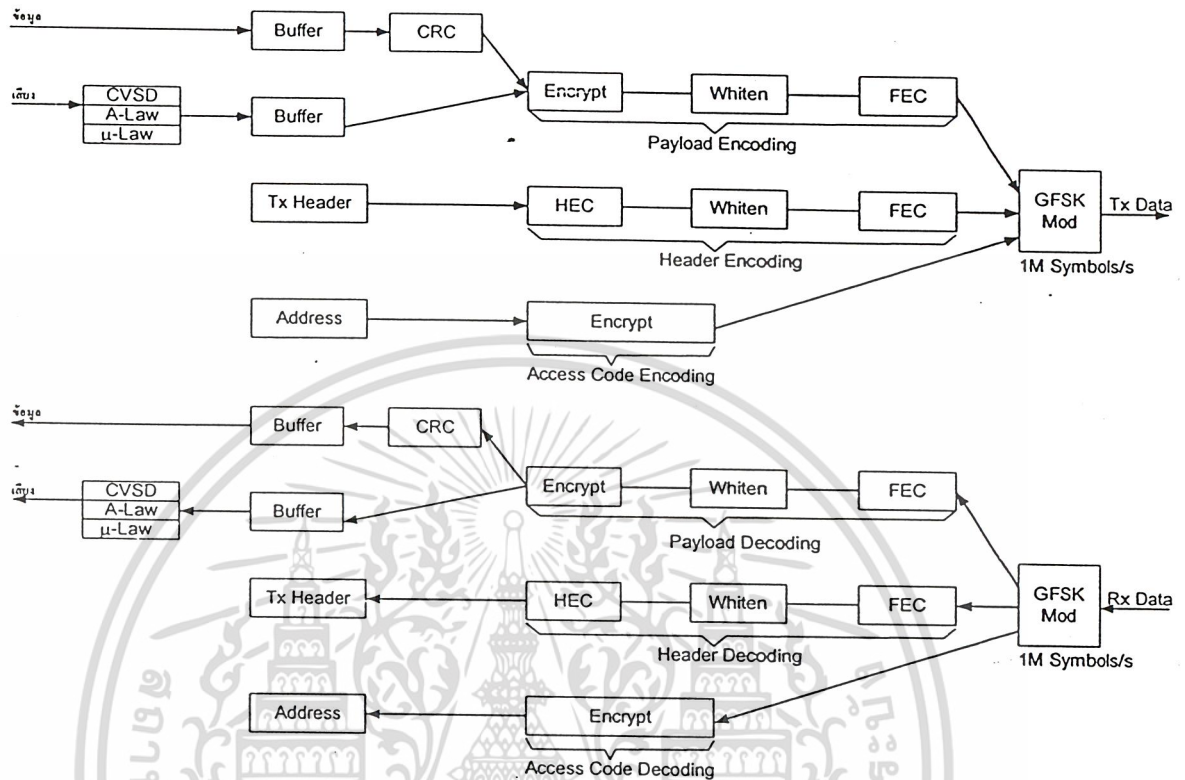 ข้อมูล
Buffer
CRC
เสียง
CVSD
A-Law
μ-Law
Buffer
Encrypt
Whiten
FEC
Payload Encoding
Tx Header
HEC
Whiten
FEC
Header Encoding
GFSK
Mod
Tx Data
1M Symbols/s
Address
Encrypt
Access Code Encoding
ข้อมูล
Buffer
CRC
เสียง
CVSD
A-Law
μ-Law
Buffer
Encrypt
Whiten
FEC
Payload Decoding
Tx Header
HEC
Whiten
FEC
Header Decoding
GFSK
Mod
Rx Data
1M Symbols/s
Address
Encrypt
Access Code Decoding